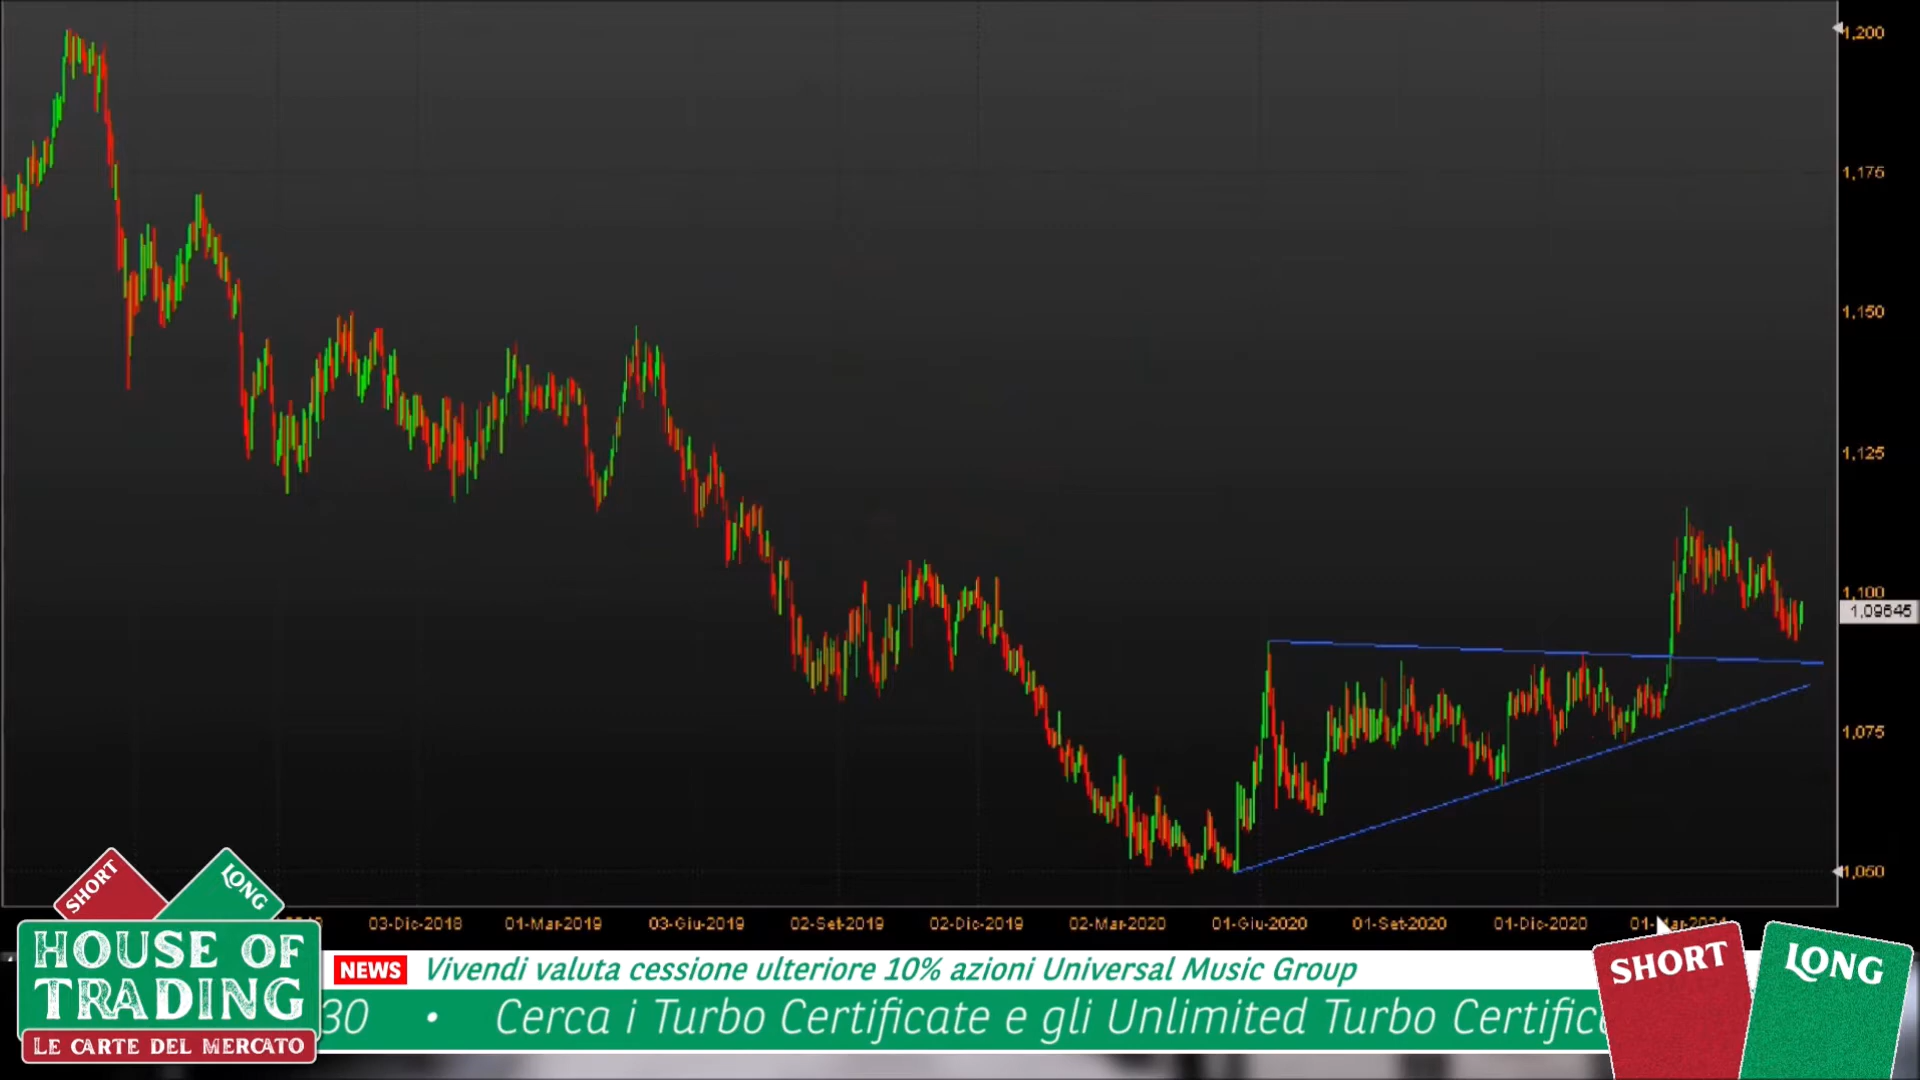 1,200
1,175
1,150
1,125
1,100
1,09645
1,075
1,050
03-Dic-2018
01-Mar-2019
03-Giu-2019
02-Set-2019
02-Dic-2019
02-Mar-2020
01-Giu-2020
01-Set-2020
01-Dic-2020
SHORT
LONG
HOUSE OF
TRADING
LE CARTE DEL MERCATO
NEWS Vivendi valuta cessione ulteriore 10% azioni Universal Music Group
30 • Cerca i Turbo Certificate e gli Unlimited Turbo Certific
SHORT
LONG